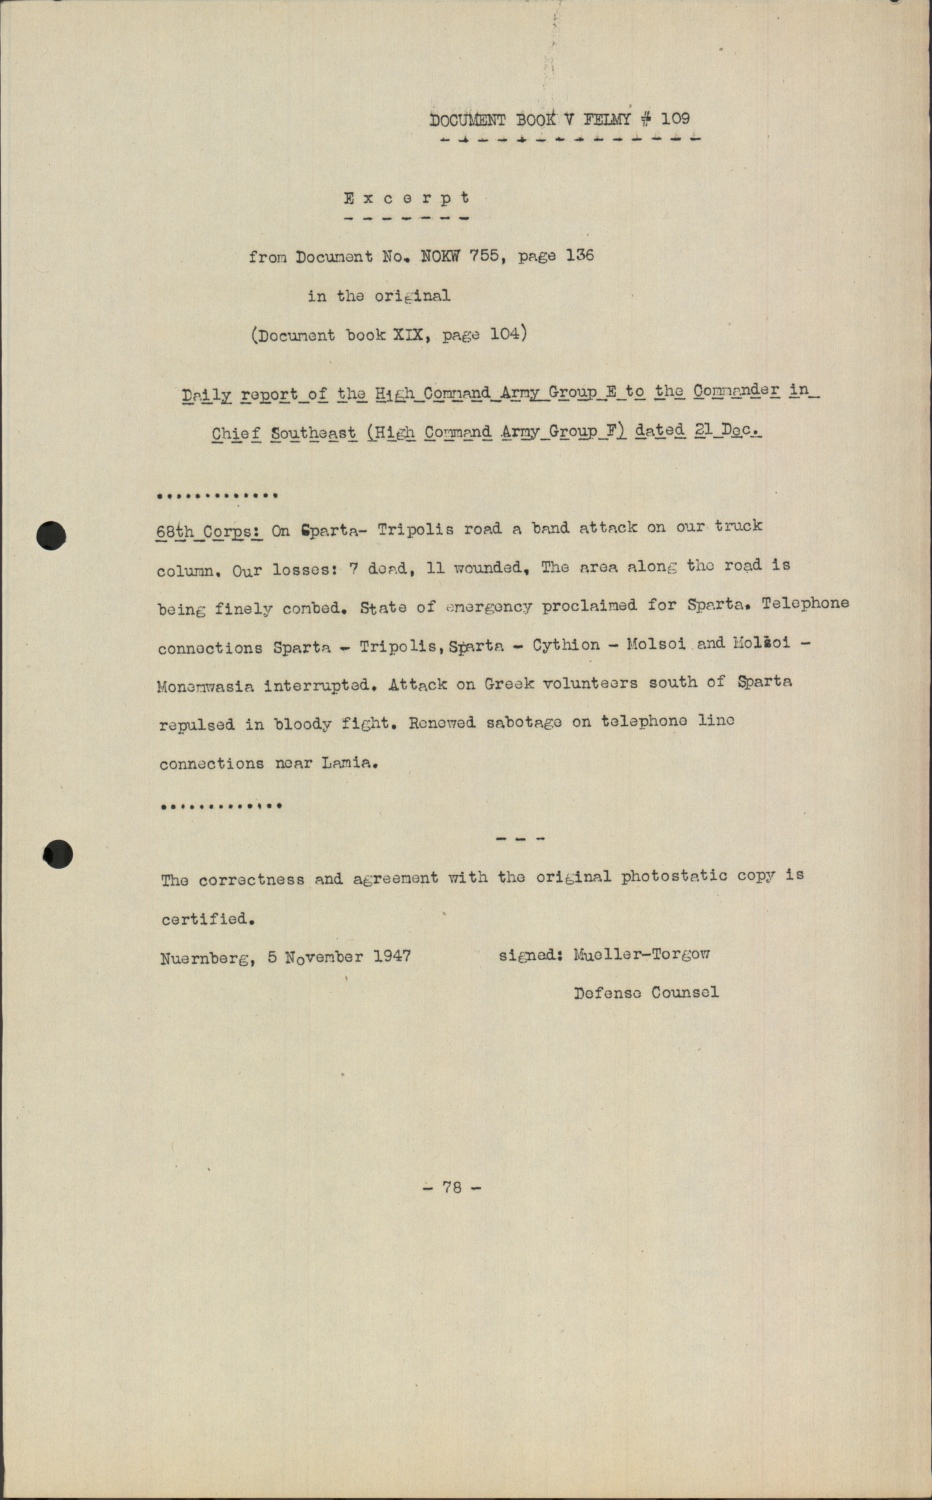 DOCUMENT BOOK V FELMY # 109
Excerpt
from Document No. NOKW 755, page 136
in the original
(Document book XIX, page 104)
Daily report of the High Command Army Group E to the Commander in
Chief Southeast (High Command Army Group F) dated 21 Dec.
.............
68th Corps: On Sparta- Tripolis road a band attack on our truck
column. Our losses: 7 dead, 11 wounded, The area along the road is
being finely combed. State of emergency proclaimed for Sparta. Telephone
connections Sparta - Tripolis, Sparta - Cythion - Molsoi and Molsoi -
Monemwasia interrupted. Attack on Greek volunteers south of Sparta
repulsed in bloody fight. Renewed sabotage on telephone line
connections near Lamia.
.............
- - -
The correctness and agreement with the original photostatic copy is
certified.
Nuernberg, 5 November 1947 signed: Mueller-Torgow
Defense Counsel
- 78 -